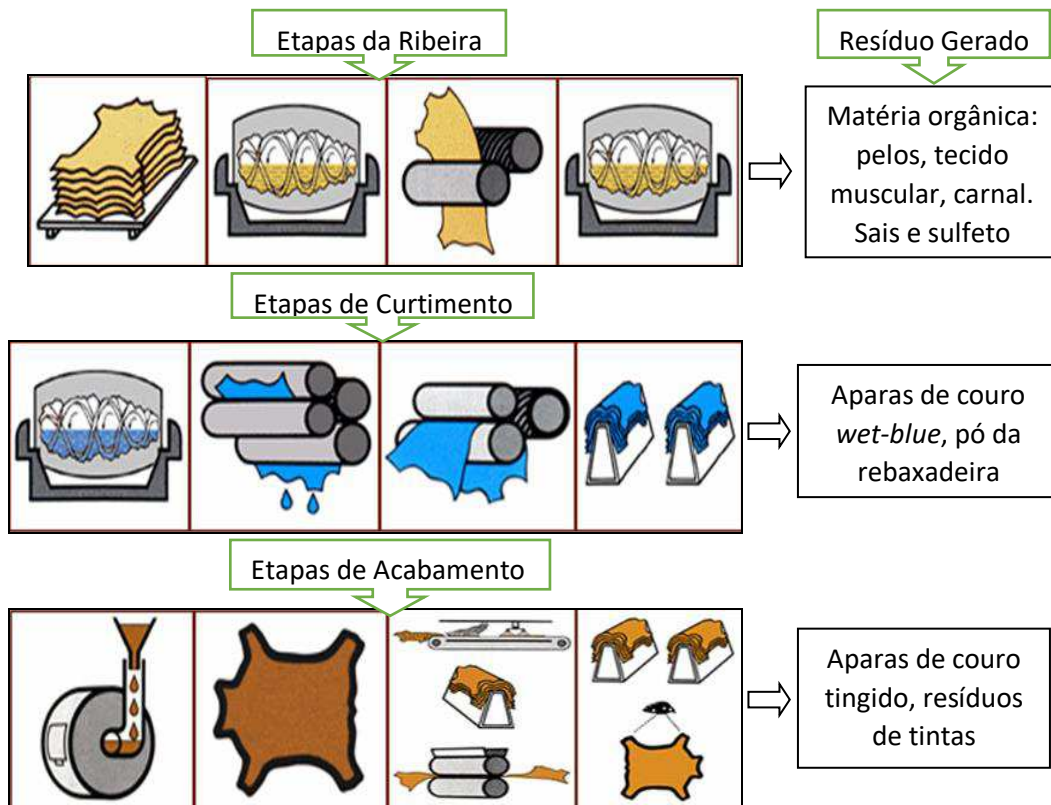 Etapas da Ribeira
Resíduo Gerado
Matéria orgânica:
pelos, tecido
muscular, carnal.
Sais e sulfeto
Etapas de Curtimento
Aparas de couro
wet-blue, pó da
rebaxadeira
Etapas de Acabamento
Aparas de couro
tingido, resíduos
de tintas